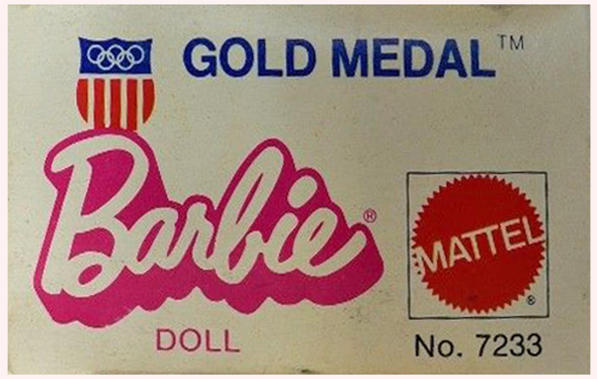 GOLD MEDAL™
Barbie®
DOLL
MATTEL®
No. 7233